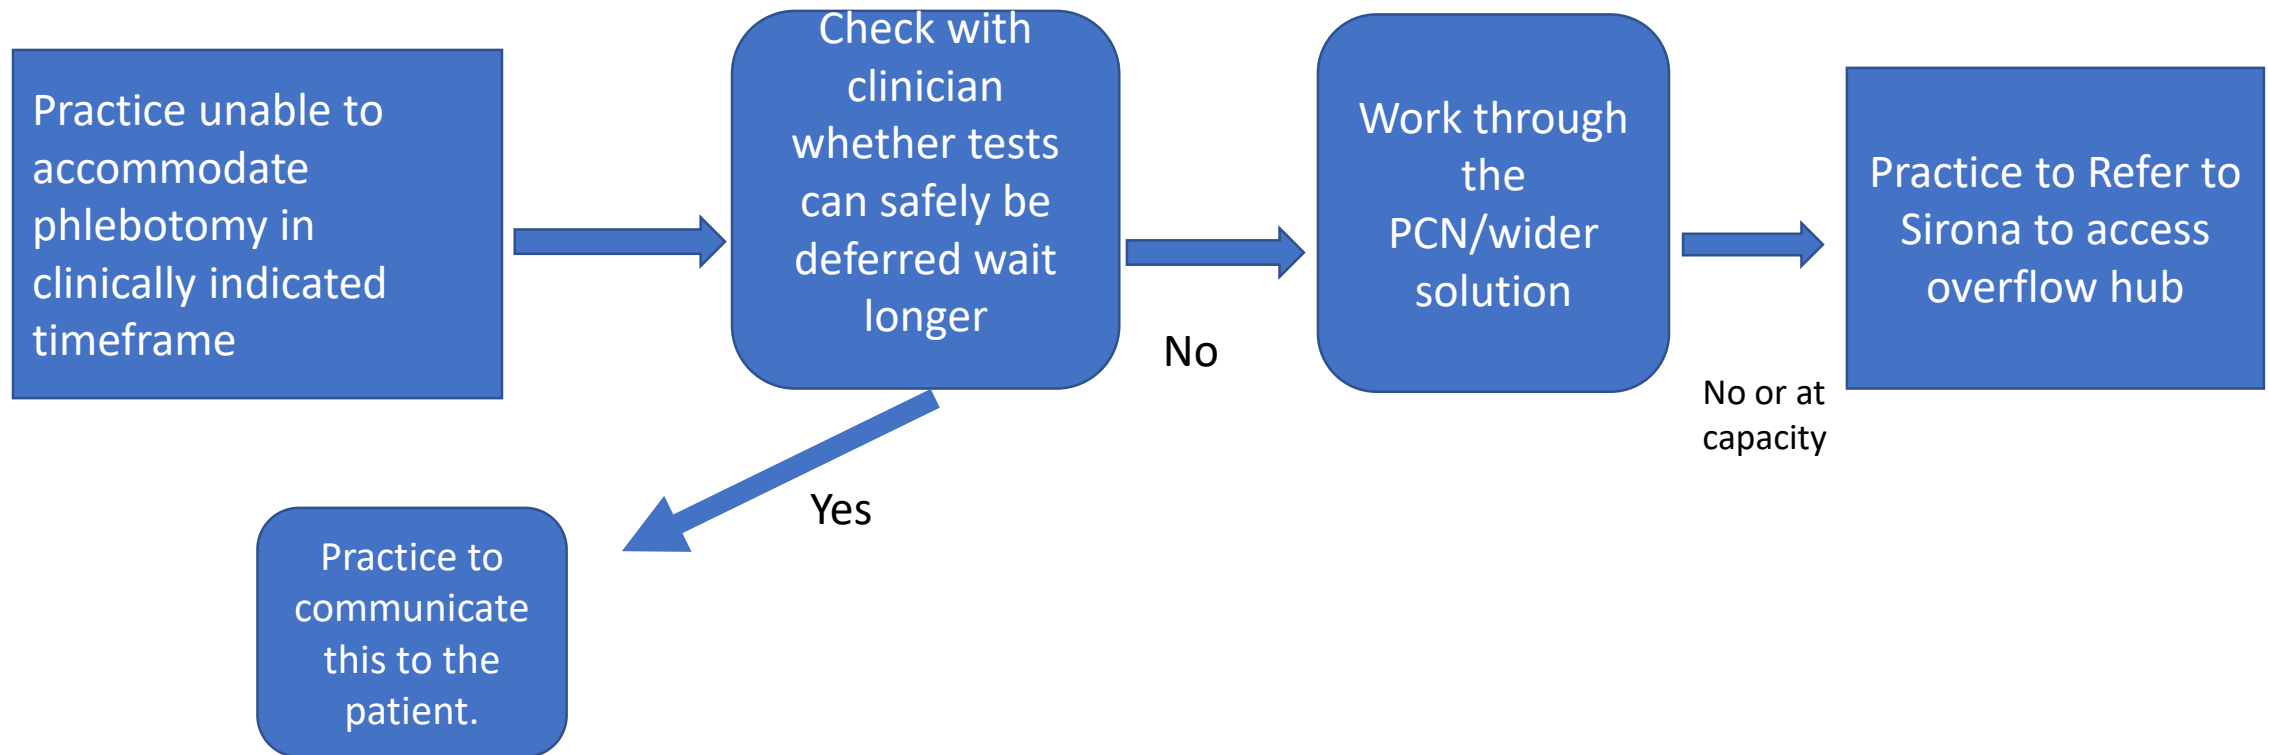 Practice unable to
accommodate
phlebotomy in
clinically indicated
timeframe
Check with
clinician
whether tests
can safely be
deferred wait
longer
No
Work through
the
PCN/wider
solution
No or at
capacity
Practice to Refer to
Sirona to access
overflow hub
Yes
Practice to
communicate
this to the
patient.